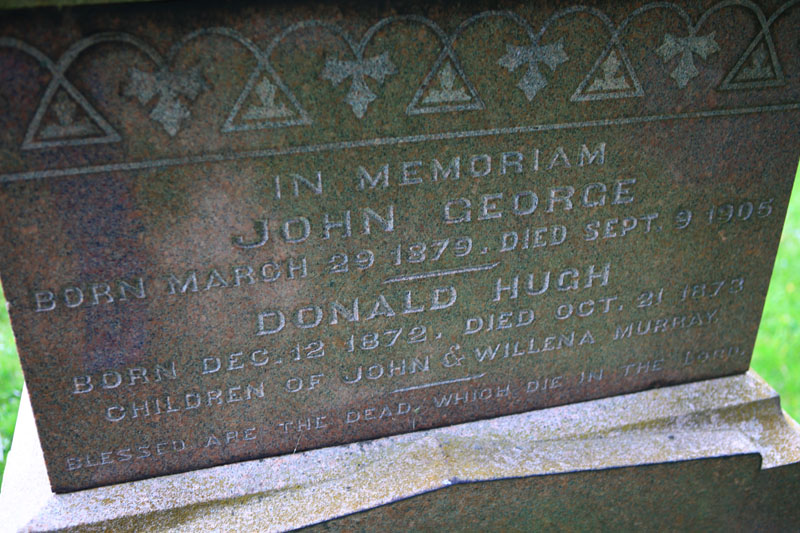 IN MEMORIAM
JOHN GEORGE
BORN MARCH 29 1879. DIED SEPT. 9 1905
DONALD HUGH
BORN DEC. 12 1872. DIED OCT. 21 1873
CHILDREN OF JOHN & WILLENA MURRAY
BLESSED ARE THE DEAD, WHICH DIE IN THE LORD.